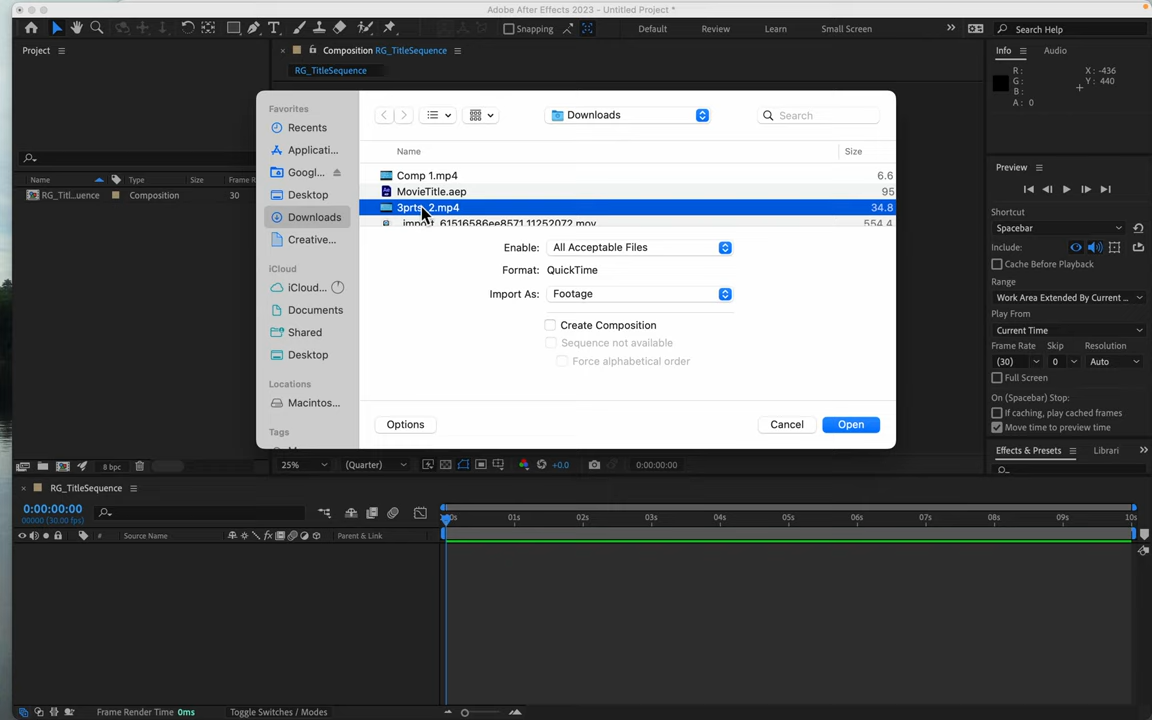 Adobe After Effects 2023 - Untitled Project *
Snapping
Default
Review
Learn
Small Screen
Search Help
Project
Composition RG_TitleSequence
RG_TitleSequence
Info
Audio
R :
G :
B :
A : 0
X : -436
Y : 440
Name
Type
Size
Frame R
RG_Titl...uence
Composition
30
Favorites
Recents
Applicati...
Googl...
Desktop
Downloads
Creative...
iCloud
iCloud...
Documents
Shared
Desktop
Locations
Macintos...
Tags
Downloads
Search
Name
Size
Comp 1.mp4
6.6
MovieTitle.aep
95
3prts_2.mp4
34.8
import_61516586ee8571.11252072.mov
554.4
Enable:
All Acceptable Files
Format:
QuickTime
Import As:
Footage
Create Composition
Sequence not available
Force alphabetical order
Options
Cancel
Open
Preview
Shortcut
Spacebar
Include:
Cache Before Playback
Range
Work Area Extended By Current ...
Play From
Current Time
Frame Rate
Skip
Resolution
(30)
0
Auto
Full Screen
On (Spacebar) Stop:
If caching, play cached frames
Move time to preview time
Effects & Presets
Librari
8 bpc
25%
(Quarter)
+0.0
0:00:00:00
RG_TitleSequence
0:00:00:00
00000 (30.00 fps)
#
Source Name
Parent & Link
01s
02s
03s
04s
05s
06s
07s
08s
09s
10s
Frame Render Time 0ms
Toggle Switches / Modes